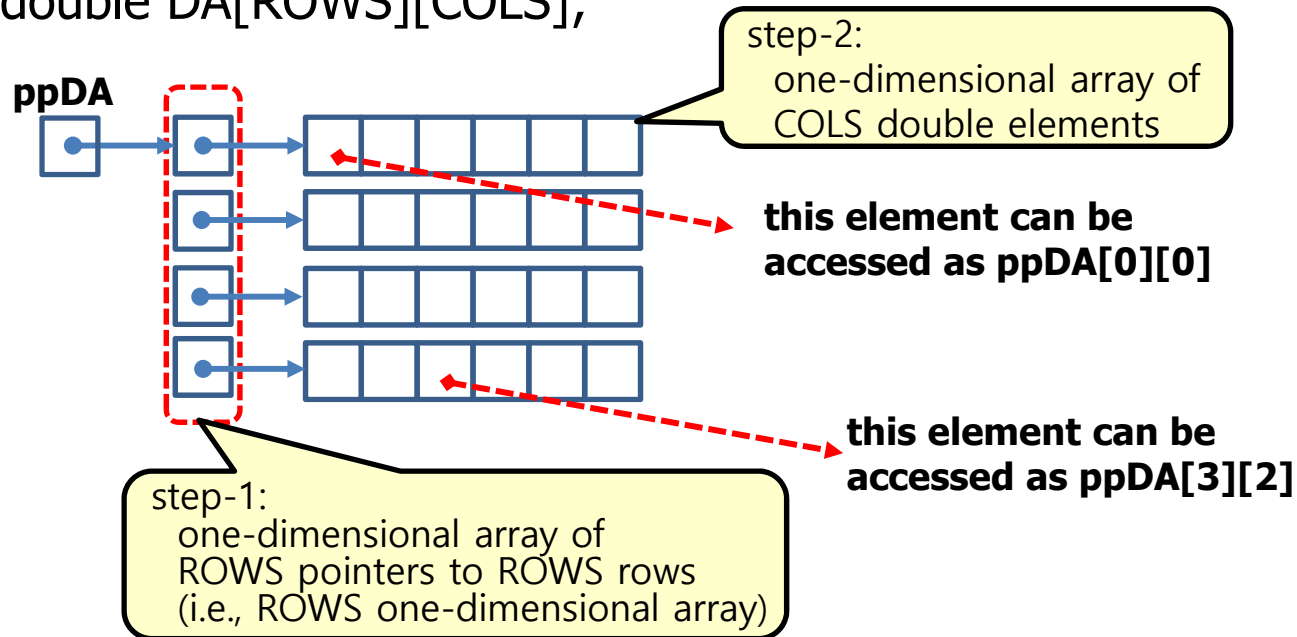 double DA[ROWS][COLS];
step-2:
one-dimensional array of
COLS double elements
ppDA
this element can be
accessed as ppDA[0][0]
this element can be
accessed as ppDA[3][2]
step-1:
one-dimensional array of
ROWS pointers to ROWS rows
(i.e., ROWS one-dimensional array)